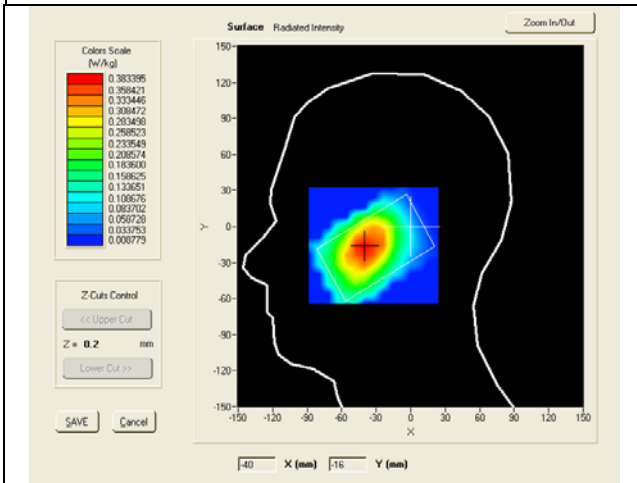 Surface Radiated Intensity
Zoom In/Out
Colors Scale
(W/kg)
0.383395
0.358421
0.333446
0.308472
0.283498
0.258523
0.233549
0.208574
0.183600
0.158625
0.133651
0.108676
0.083702
0.058728
0.033753
0.008779
150
120
90
60
30
0
-30
-60
-90
-120
-150
Y
-150 -120 -90 -60 -30 0 30 60 90 120 150
X
Z-Cuts Control
<< Upper Cut
Z = 0.2 mm
Lower Cut >>
SAVE Cancel
-40 X (mm) -16 Y (mm)